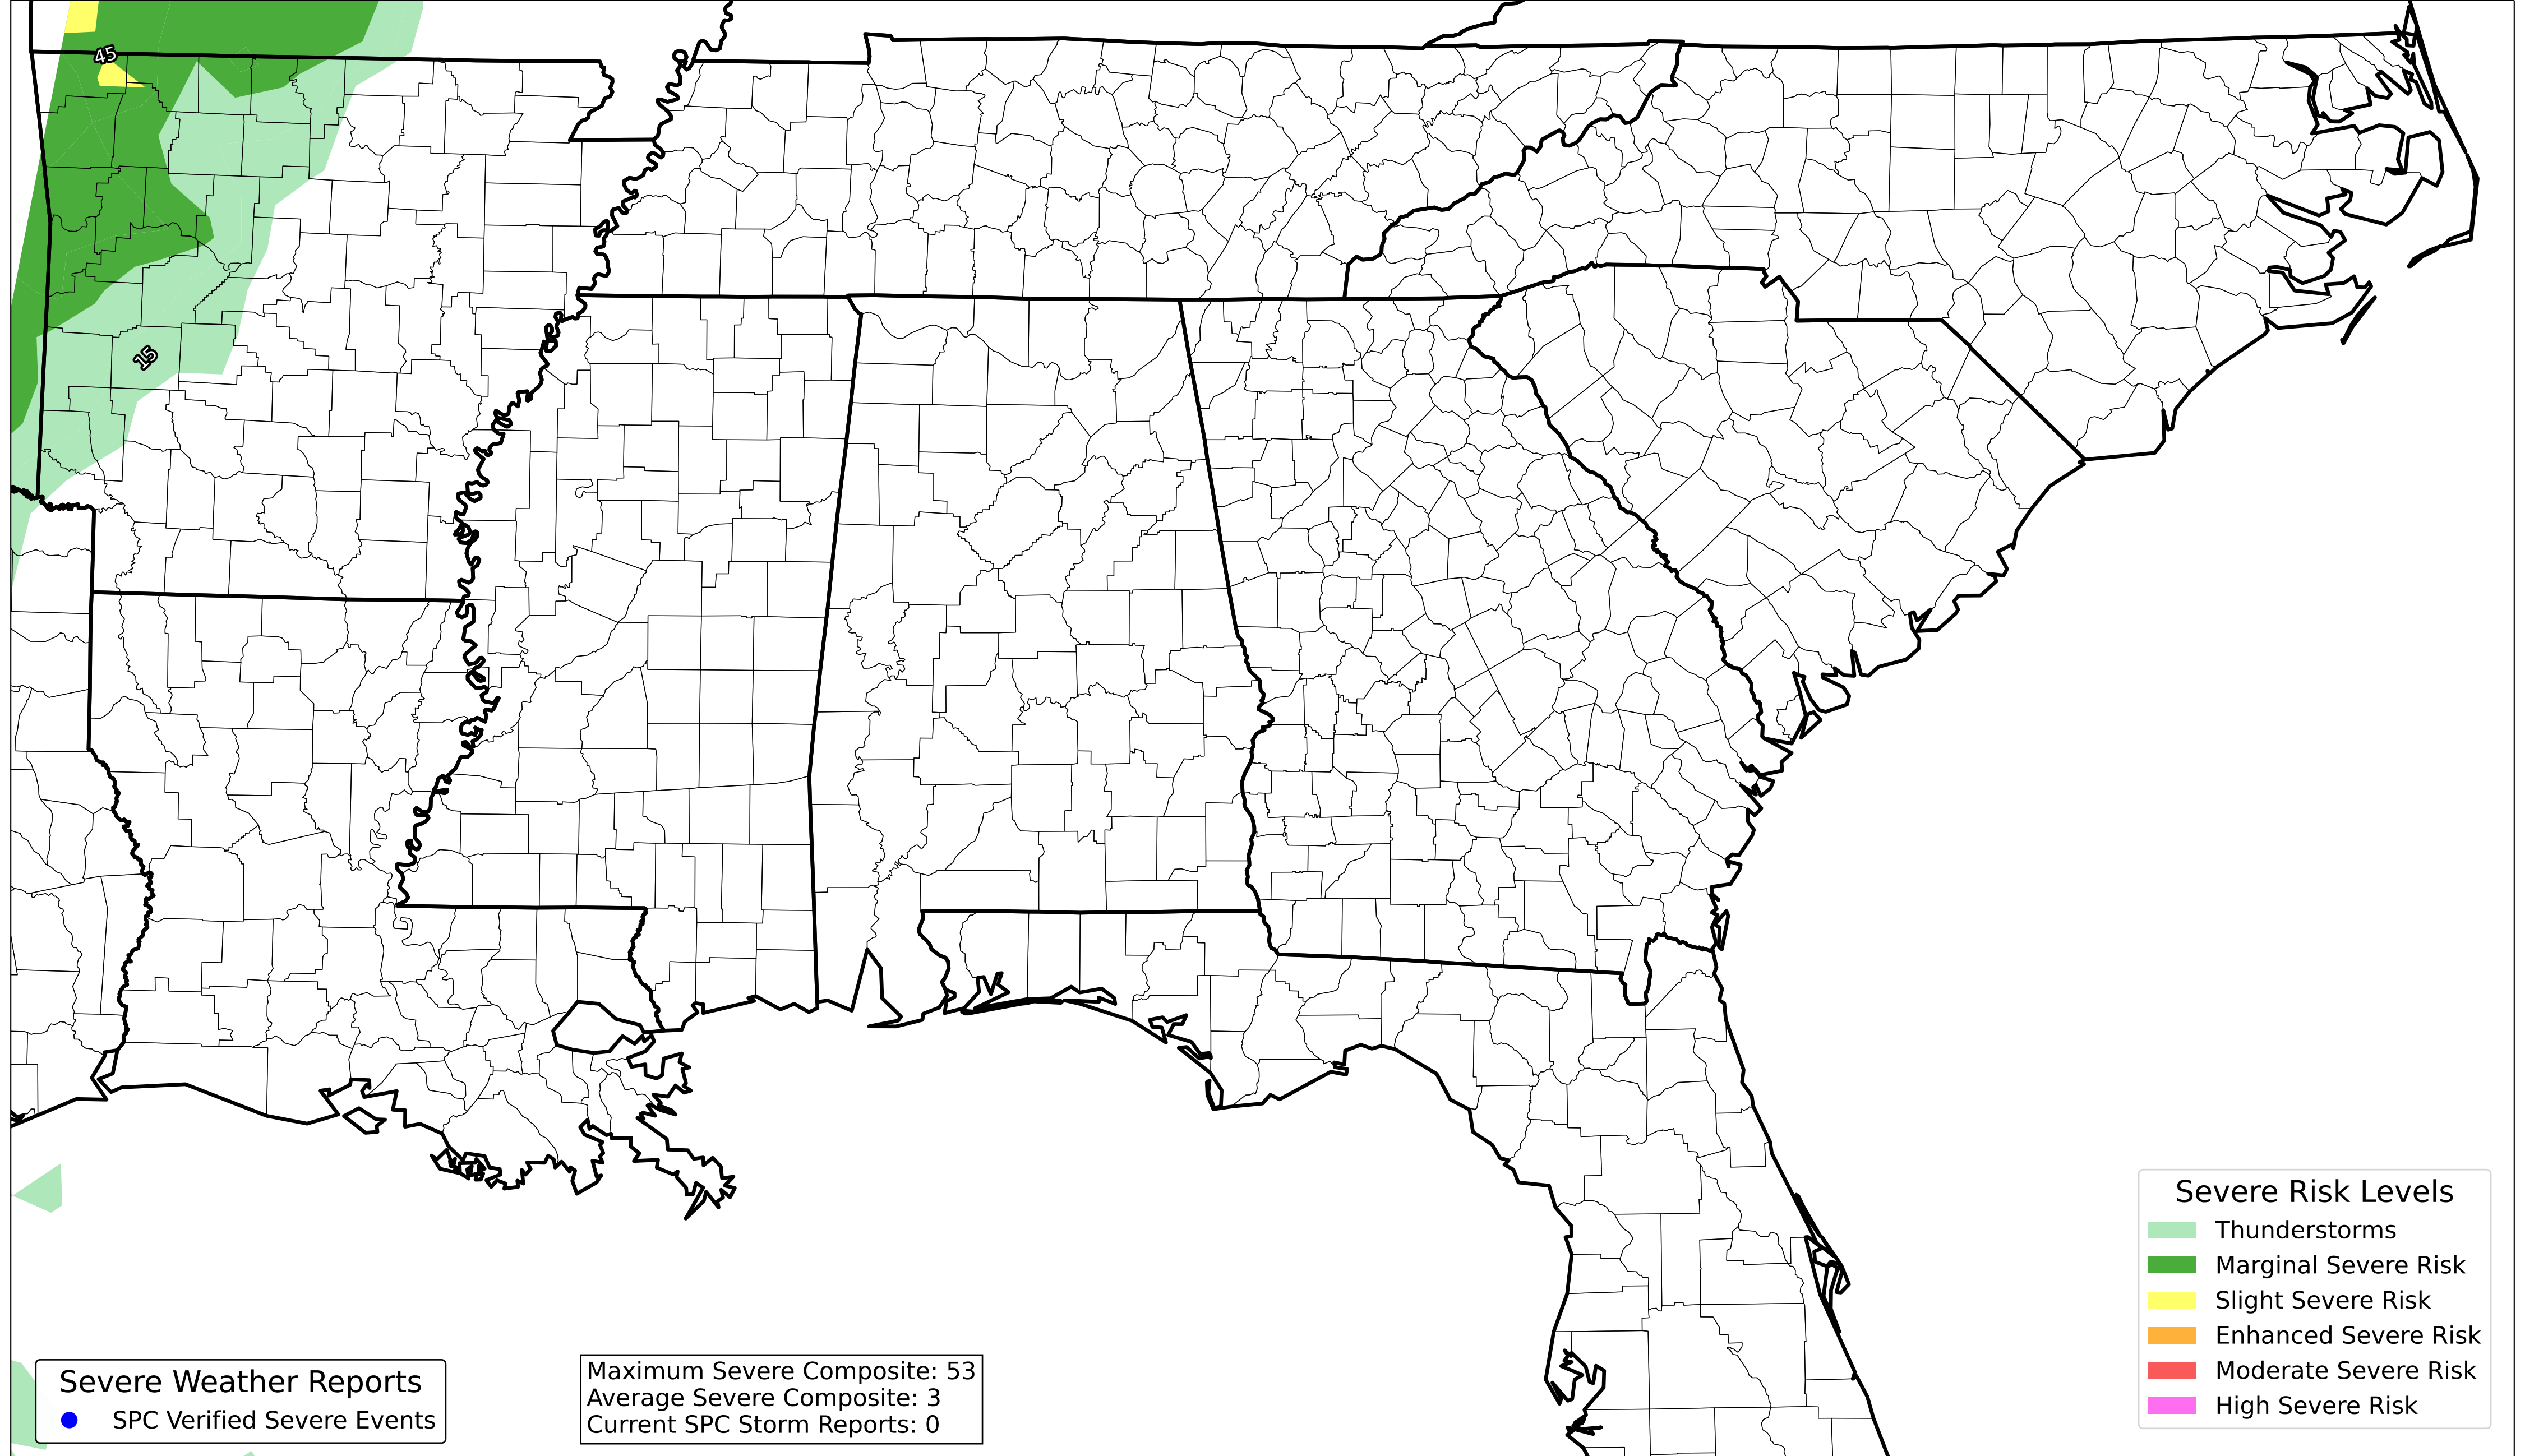 45
15
Severe Risk Levels
Thunderstorms
Marginal Severe Risk
Slight Severe Risk
Enhanced Severe Risk
Moderate Severe Risk
High Severe Risk
Severe Weather Reports
SPC Verified Severe Events
Maximum Severe Composite: 53
Average Severe Composite: 3
Current SPC Storm Reports: 0